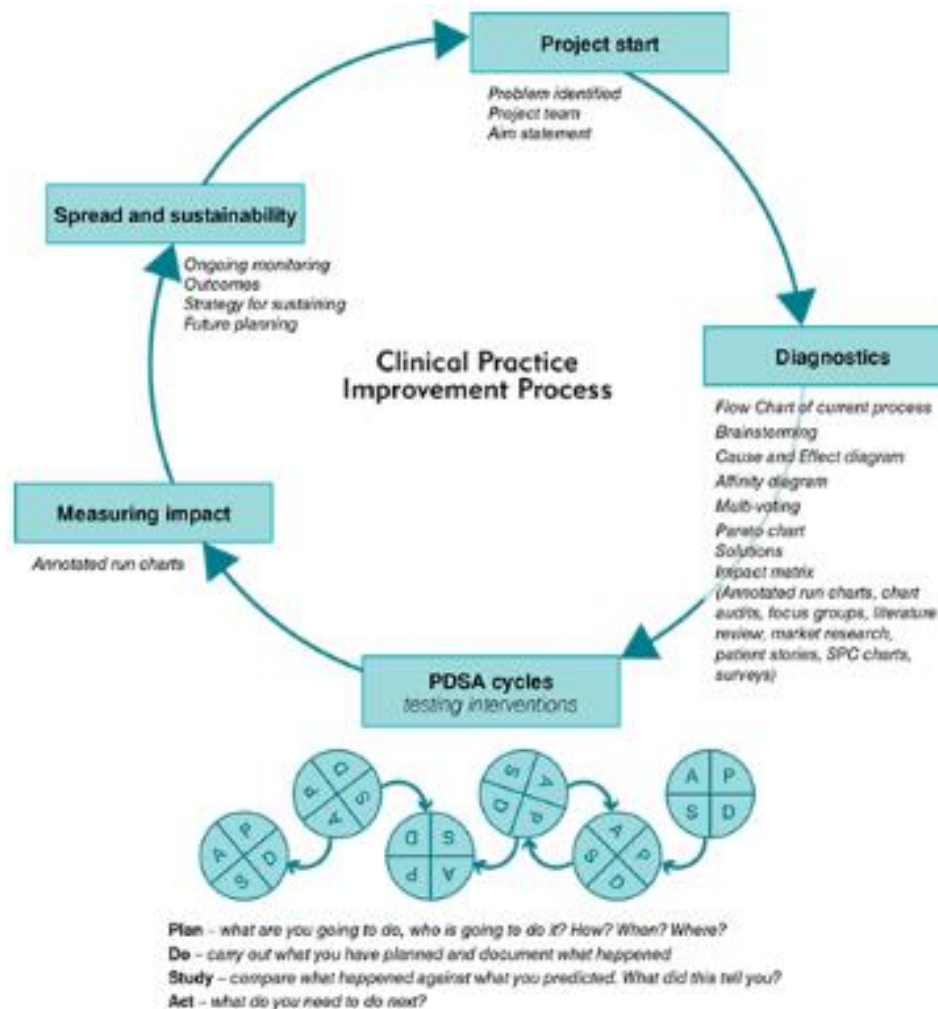 Project start
Problem identified
Project team
Aim statement
Diagnostics
Flow Chart of current process
Brainstorming
Cause and Effect diagram
Affinity diagram
Multi-voting
Pareto chart
Solutions
Impact matrix
(Annotated run charts, chart
audits, focus groups, literature
review, market research,
patient stories, SPC charts,
surveys)
PDSA cycles
testing interventions
Measuring impact
Annotated run charts
Spread and sustainability
Ongoing monitoring
Outcomes
Strategy for sustaining
Future planning
Clinical Practice
Improvement Process
A P
S D
A P
S D
A P
S D
S A
D P
D S
P A
D S
P A
A P
S D
Plan – what are you going to do, who is going to do it? How? When? Where?
Do – carry out what you have planned and document what happened
Study – compare what happened against what you predicted. What did this tell you?
Act – what do you need to do next?